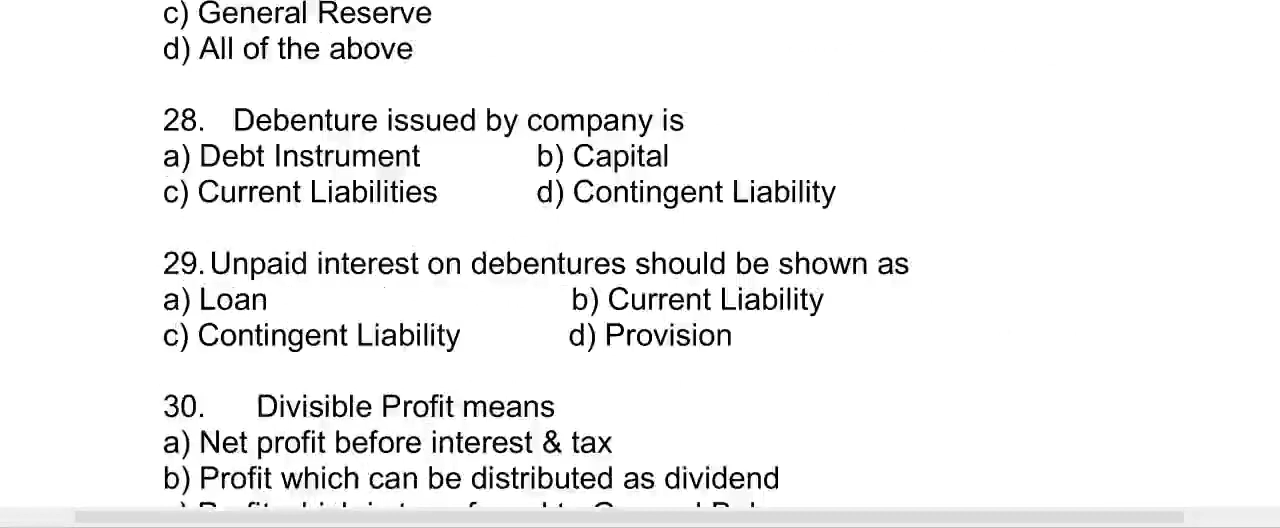 c) General Reserve
d) All of the above
28. Debenture issued by company is
a) Debt Instrument b) Capital
c) Current Liabilities d) Contingent Liability
29. Unpaid interest on debentures should be shown as
a) Loan b) Current Liability
c) Contingent Liability d) Provision
30. Divisible Profit means
a) Net profit before interest & tax
b) Profit which can be distributed as dividend